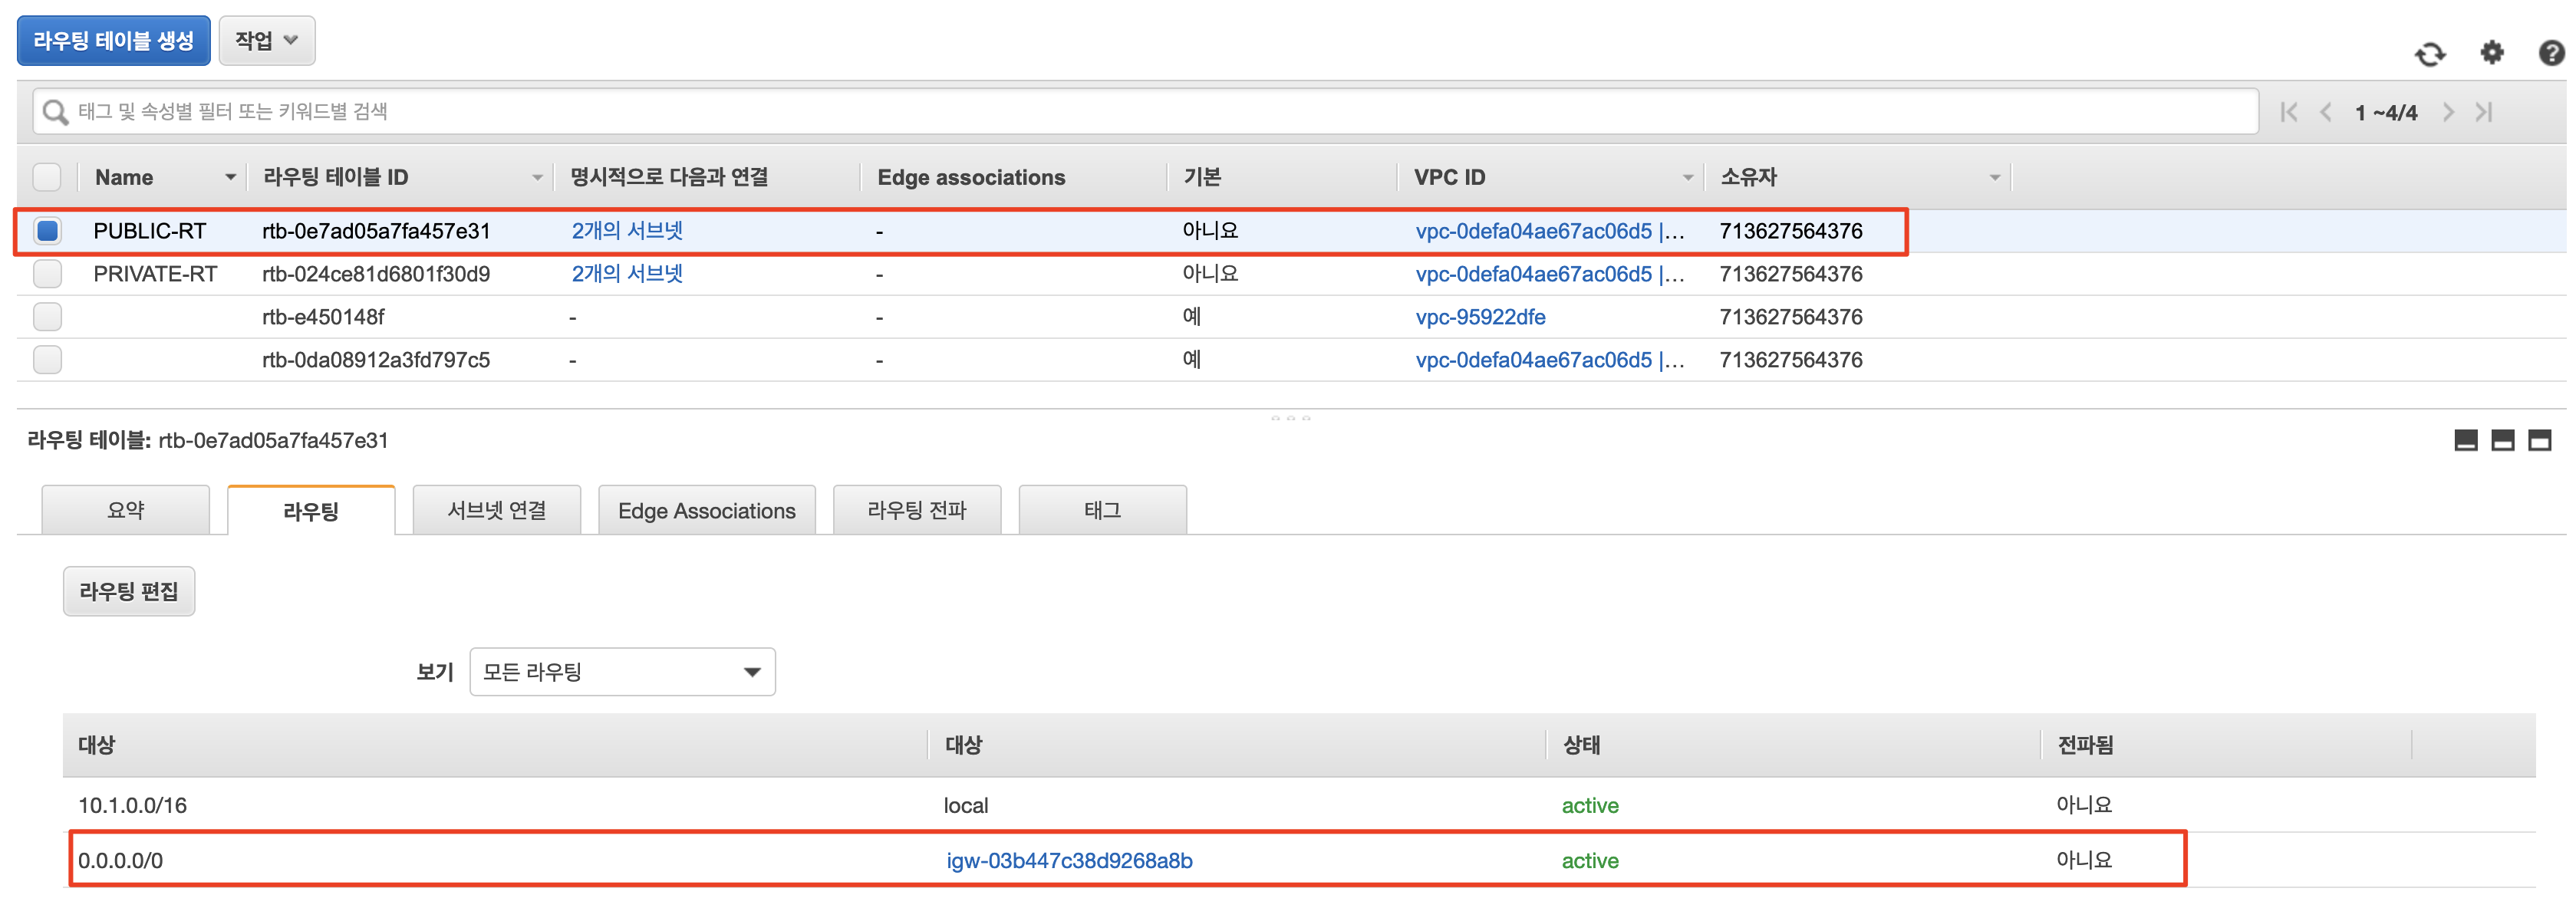 라우팅 테이블 생성 작업
태그 및 속성별 필터 또는 키워드별 검색 1 ~4/4
Name 라우팅 테이블 ID 명시적으로 다음과 연결 Edge associations 기본 VPC ID 소유자
PUBLIC-RT rtb-0e7ad05a7fa457e31 2개의 서브넷 - 아니요 vpc-0defa04ae67ac06d5 |... 713627564376
PRIVATE-RT rtb-024ce81d6801f30d9 2개의 서브넷 - 아니요 vpc-0defa04ae67ac06d5 |... 713627564376
rtb-e450148f - - 예 vpc-95922dfe 713627564376
rtb-0da08912a3fd797c5 - - 예 vpc-0defa04ae67ac06d5 |... 713627564376
라우팅 테이블: rtb-0e7ad05a7fa457e31
요약 라우팅 서브넷 연결 Edge Associations 라우팅 전파 태그
라우팅 편집
보기 모든 라우팅
대상 대상 상태 전파됨
10.1.0.0/16 local active 아니요
0.0.0.0/0 igw-03b447c38d9268a8b active 아니요